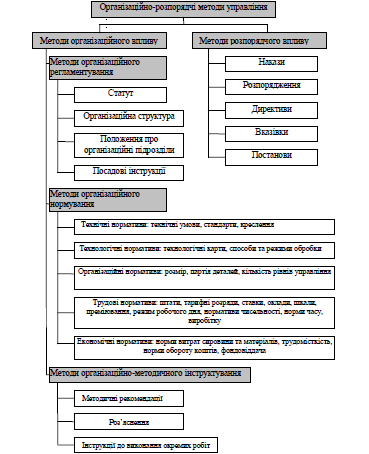 Організаційно-розпорядчі методи управління
Методи організаційного впливу
Методи розпорядчого впливу
Методи організаційного
регламентування
Статут
Організаційна структура
Положення про
організаційні підрозділи
Посадові інструкції
Накази
Розпорядження
Директиви
Вказівки
Постанови
Методи організаційного
нормування
Технічні нормативи: технічні умови, стандарти, креслення
Технологічні нормативи: технологічні карти, способи та режими обробки
Організаційні нормативи: розмір, партія деталей, кількість рівнів управління
Трудові нормативи: штати, тарифні розряди, ставки, оклади, шкали,
преміювання, режим робочого дня, нормативи чисельності, норми часу,
виробітку
Економічні нормативи: норми витрат сировини та матеріалів, трудомісткість,
норми обороту коштів, фондовіддача
Методи організаційно-методичного інструктування
Методичні рекомендації
Роз’яснення
Інструкції до виконання окремих робіт